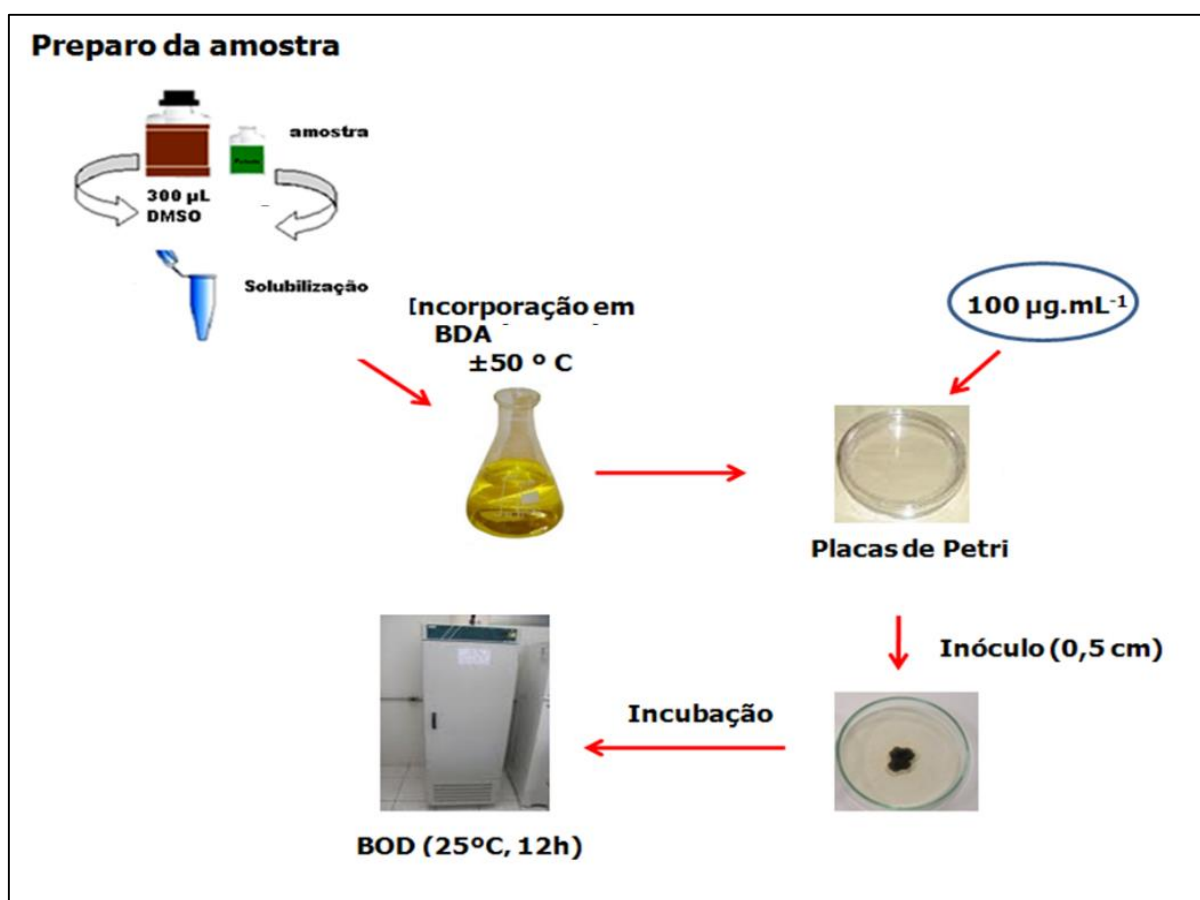 Preparo da amostra
amostra
300 µL
DMSO
Solubilização
Incorporação em
BDA
±50 º C
100 µg.mL-1
Placas de Petri
Inóculo (0,5 cm)
Incubação
BOD (25ºC, 12h)